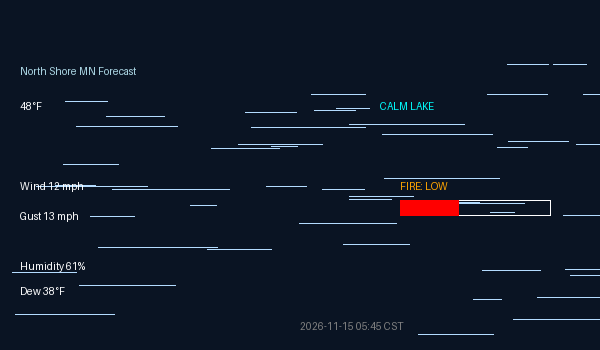 North Shore MN Forecast
48°F
CALM LAKE
Wind 12 mph
FIRE: LOW
Gust 13 mph
Humidity 61%
Dew 38°F
2026-11-15 05:45 CST